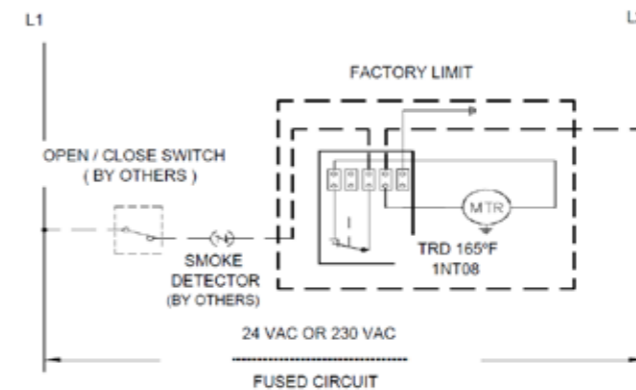 L1
FACTORY LIMIT
OPEN / CLOSE SWITCH
( BY OTHERS )
MTR
TRD 165ºF
1NT08
SMOKE
DETECTOR
(BY OTHERS)
24 VAC OR 230 VAC
FUSED CIRCUIT